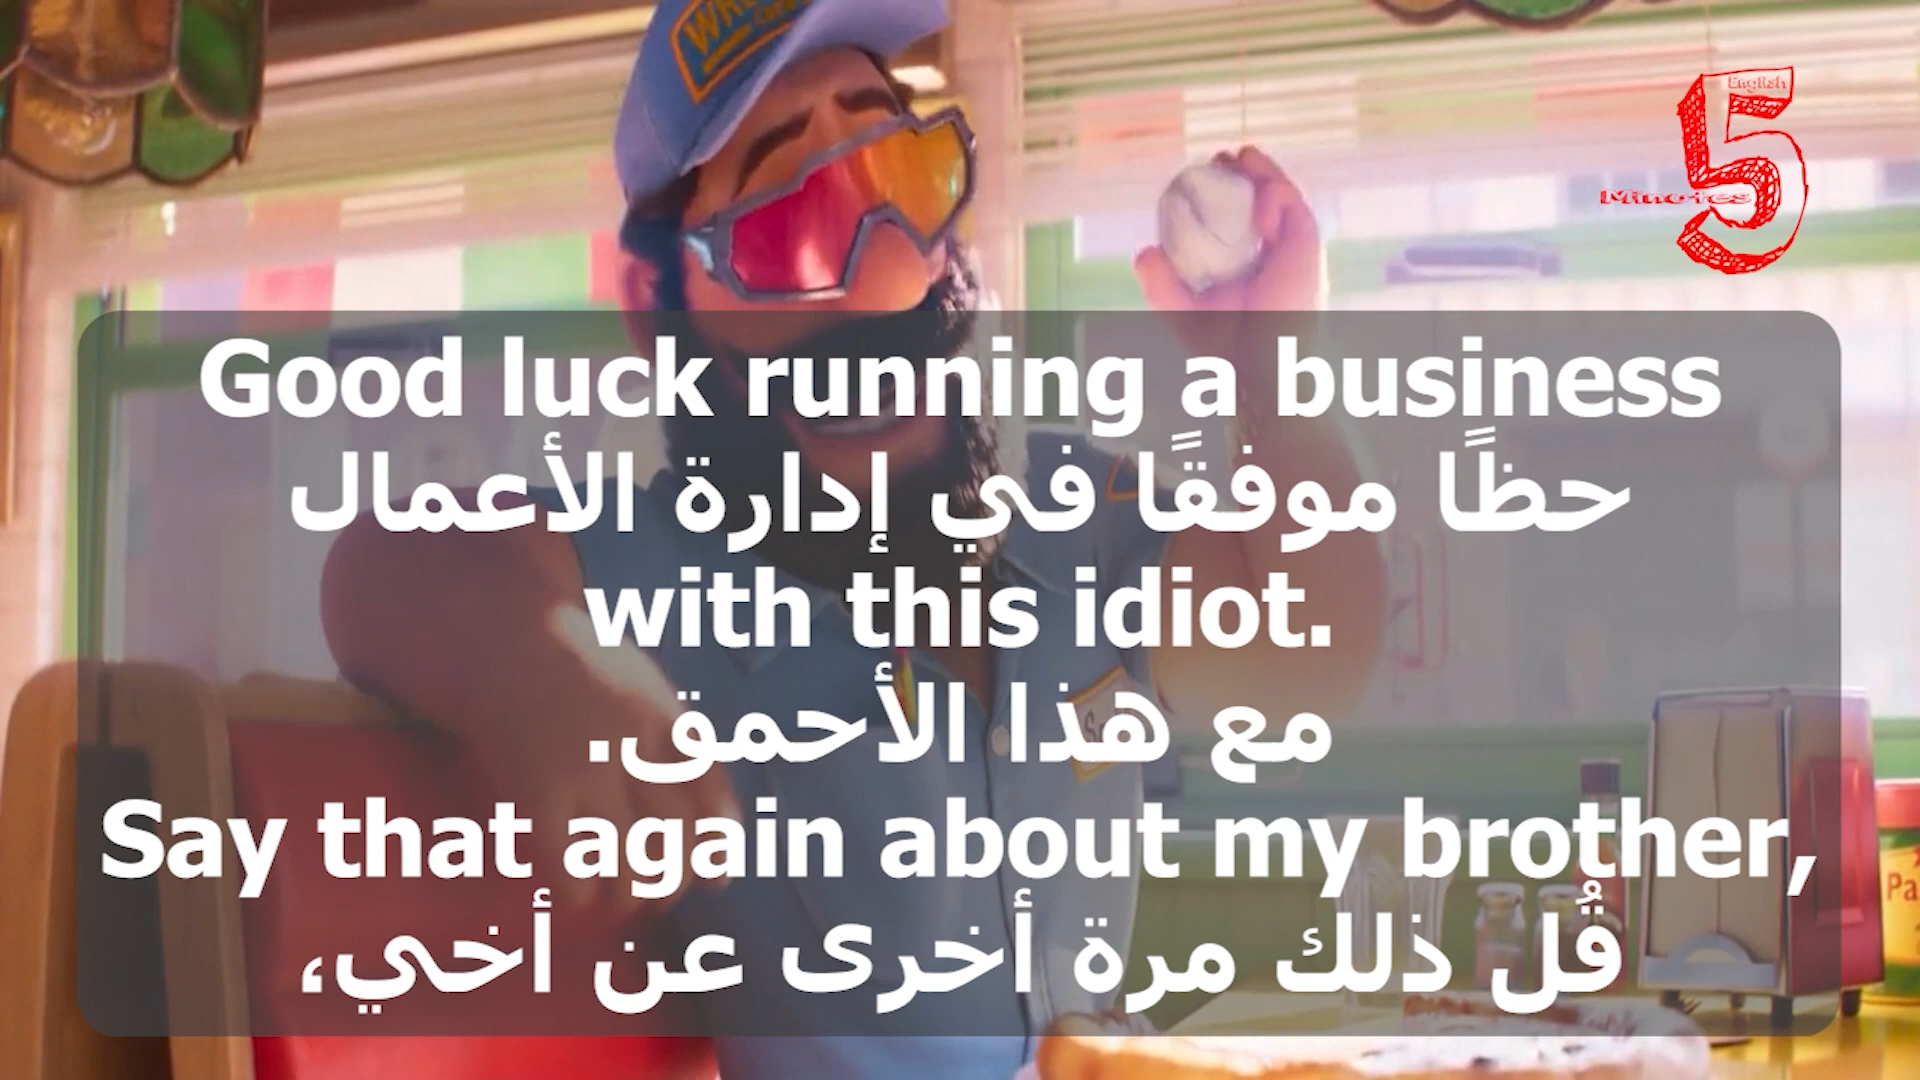 English
5
Minutes
Good luck running a business
حظًا موفقًا في إدارة الأعمال
with this idiot.
مع هذا الأحمق.
Say that again about my brother,
قُل ذلك مرة أخرى عن أخي،